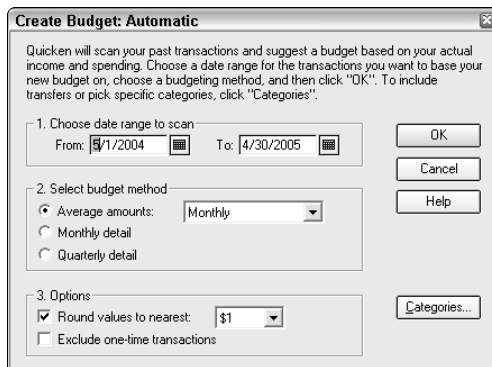 Create Budget: Automatic
Quicken will scan your past transactions and suggest a budget based on your actual
income and spending. Choose a date range for the transactions you want to base your
new budget on, choose a budgeting method, and then click "OK". To include
transfers or pick specific categories, click "Categories".
1. Choose date range to scan
From: 5/1/2004 To: 4/30/2005
OK
Cancel
Help
2. Select budget method
Average amounts: Monthly
Monthly detail
Quarterly detail
3. Options
Round values to nearest: $1
Exclude one-time transactions
Categories...